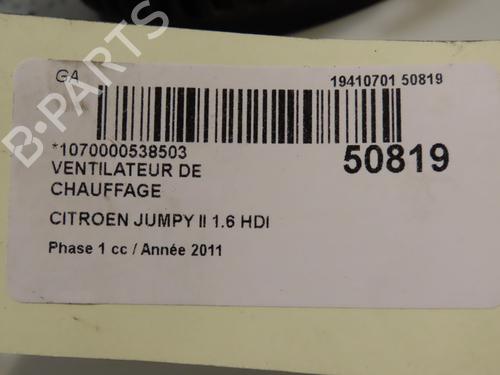 GA
19410701 50819
*1070000538503
50819
VENTILATEUR DE
CHAUFFAGE
CITROEN JUMPY II 1.6 HDI
Phase 1 cc / Année 2011
B-PARTS